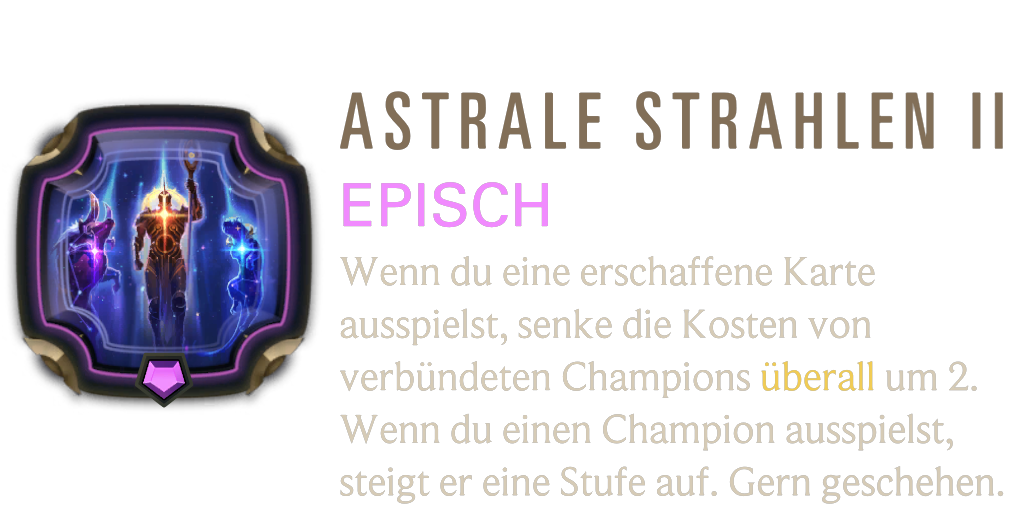 ASTRALE STRAHLEN II
EPISCH
Wenn du eine erschaffene Karte
ausspielst, senke die Kosten von
verbündeten Champions überall um 2.
Wenn du einen Champion ausspielst,
steigt er eine Stufe auf. Gern geschehen.